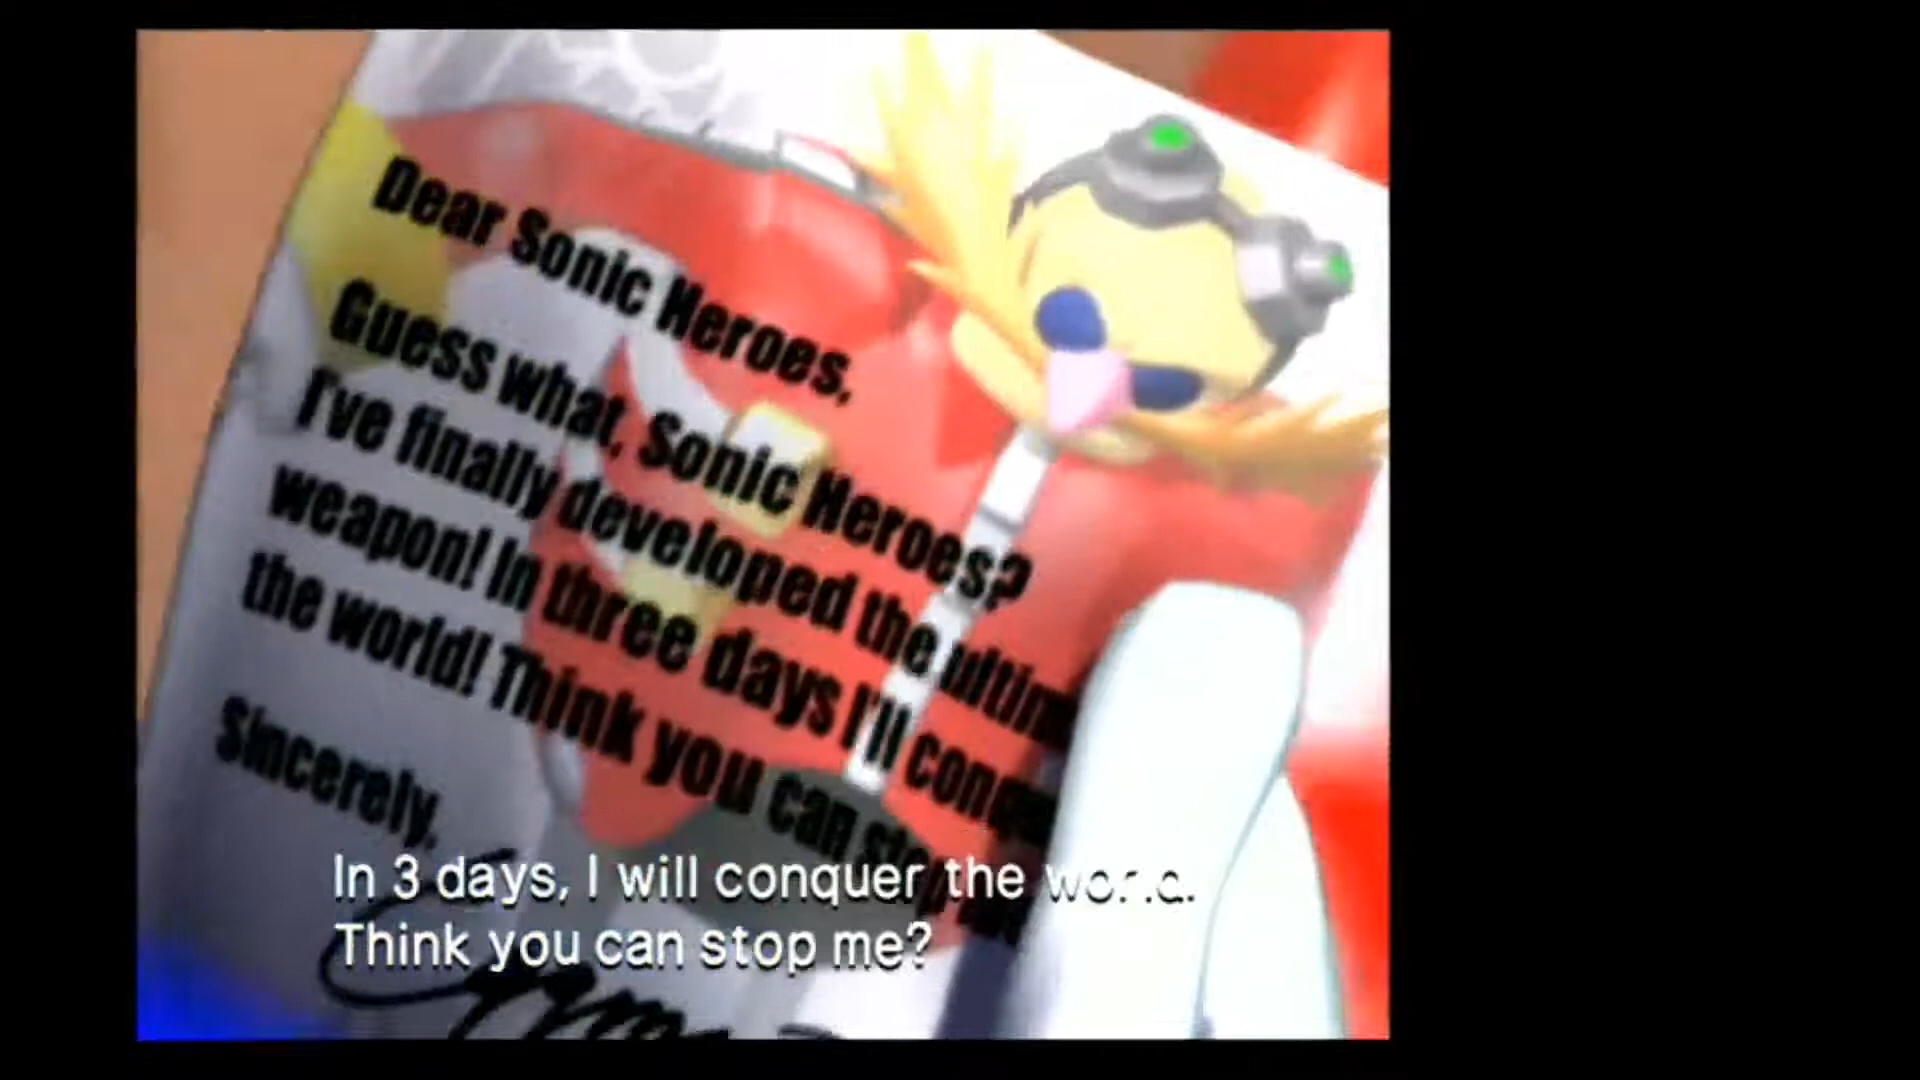 Dear Sonic Heroes,
Guess what, Sonic Heroes?
I've finally developed the
weapon! In three days I'll
the world! Think you can
Sincerely,
In 3 days, I will conquer the world.
Think you can stop me?